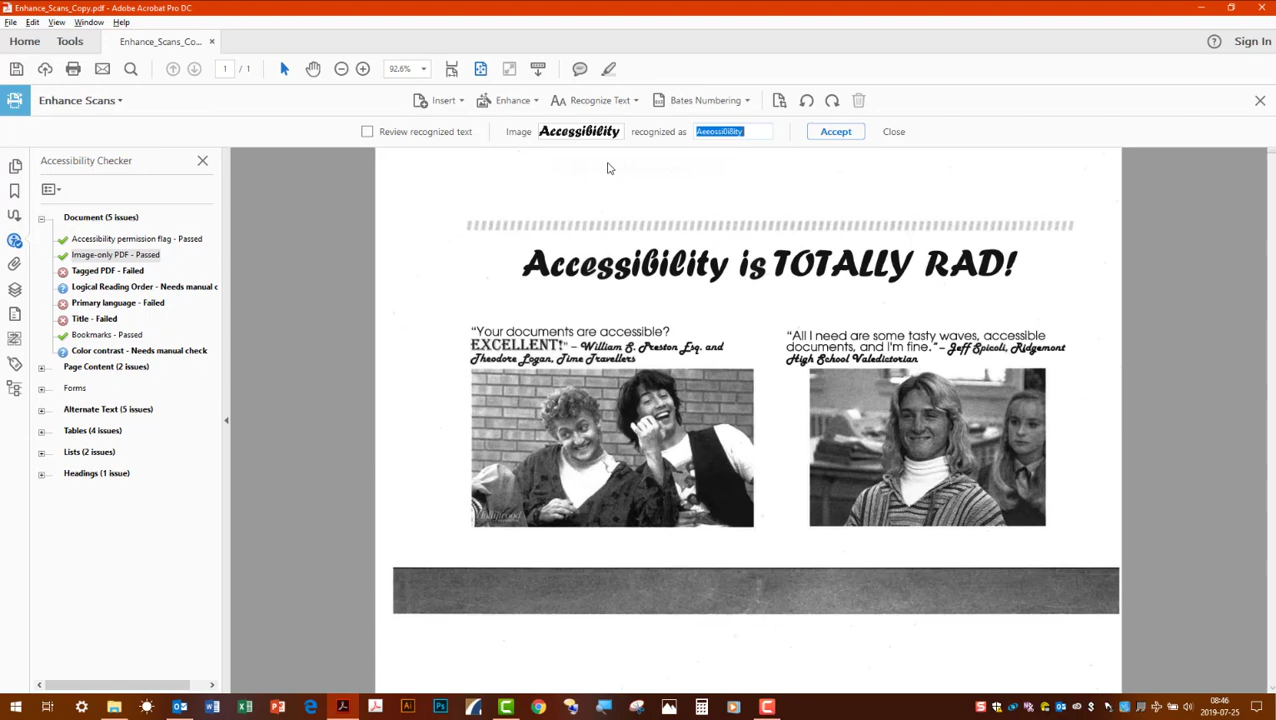 Enhance_Scans_Copy.pdf - Adobe Acrobat Pro DC
File Edit View Window Help
Home Tools Enhance_Scans_Co... × Sign In
1 / 1 92.6%
Enhance Scans Insert Enhance Recognize Text Bates Numbering
Review recognized text Image Accessibility recognized as Aeeossi0i8ity Accept Close
Accessibility Checker
Document (5 issues)
Accessibility permission flag - Passed
Image-only PDF - Passed
Tagged PDF - Failed
Logical Reading Order - Needs manual c
Primary language - Failed
Title - Failed
Bookmarks - Passed
Color contrast - Needs manual check
Page Content (2 issues)
Forms
Alternate Text (5 issues)
Tables (4 issues)
Lists (2 issues)
Headings (1 issue)
Accessibility is TOTALLY RAD!
"Your documents are accessible?
EXCELLENT!" – William S. Preston Esq. and
Theodore Logan, Time Travellers
"All I need are some tasty waves, accessible
documents, and I'm fine." – Jeff Spicoli, Ridgemont
High School Valedictorian
08:46
2019-07-25